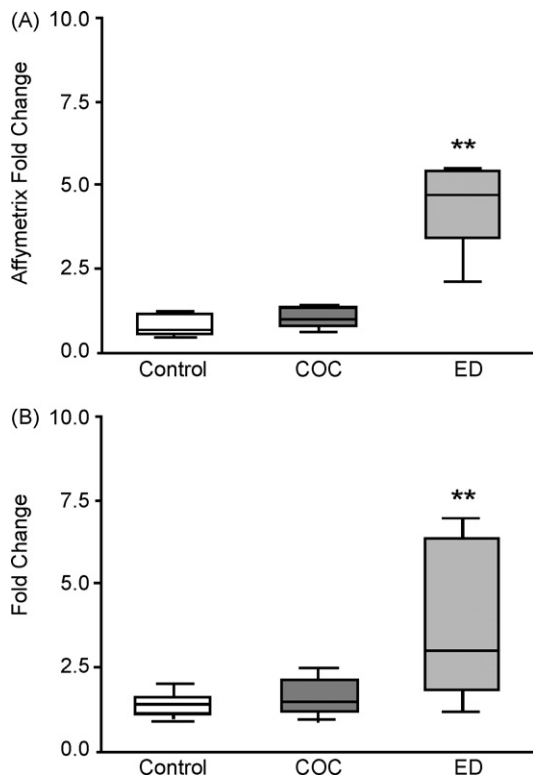 (A)
Affymetrix Fold Change
10.0
7.5
5.0
2.5
0.0
**
Control COC ED
(B)
Fold Change
10.0
7.5
5.0
2.5
0.0
**
Control COC ED